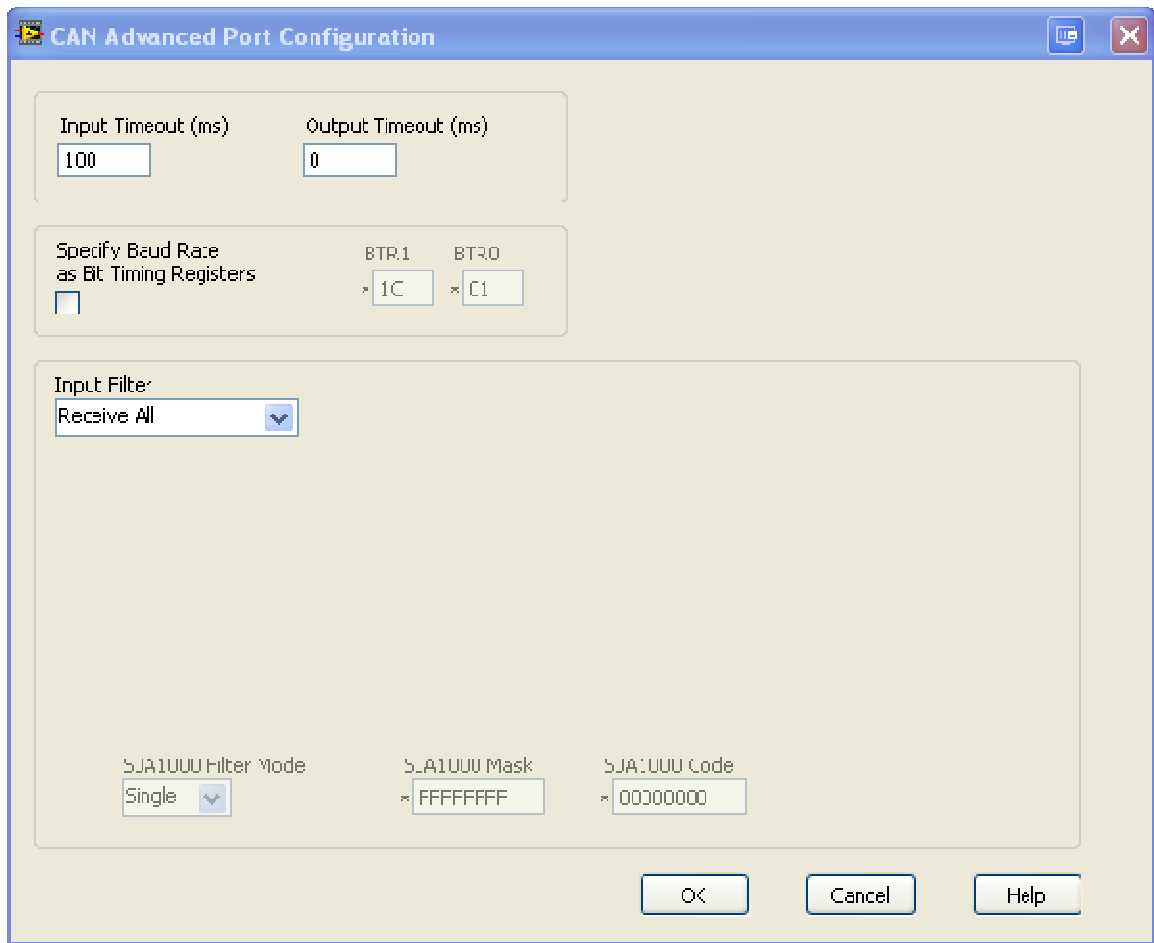 CAN Advanced Port Configuration
Input Timeout (ms) Output Timeout (ms)
100 0
Specify Baud Rate
as Bit Timing Registers
BTR1 BTR0
× 1C × C1
Input Filter
Receive All
SJA1000 Filter Mode SJA1000 Mask SJA1000 Code
Single × FFFFFFFF × 00000000
OK Cancel Help